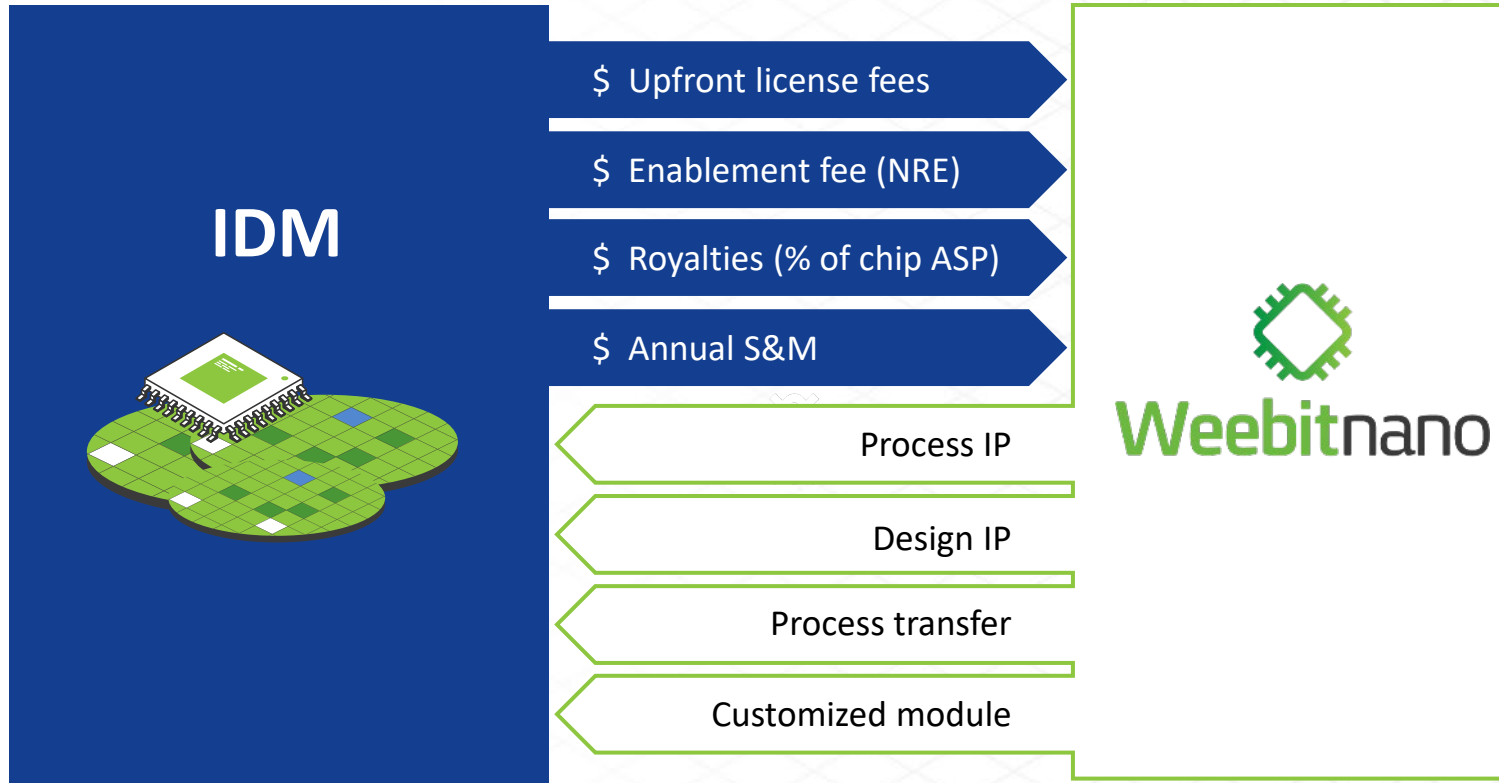 IDM
$ Upfront license fees
$ Enablement fee (NRE)
$ Royalties (% of chip ASP)
$ Annual S&M
Process IP
Design IP
Process transfer
Customized module
Weebitnano